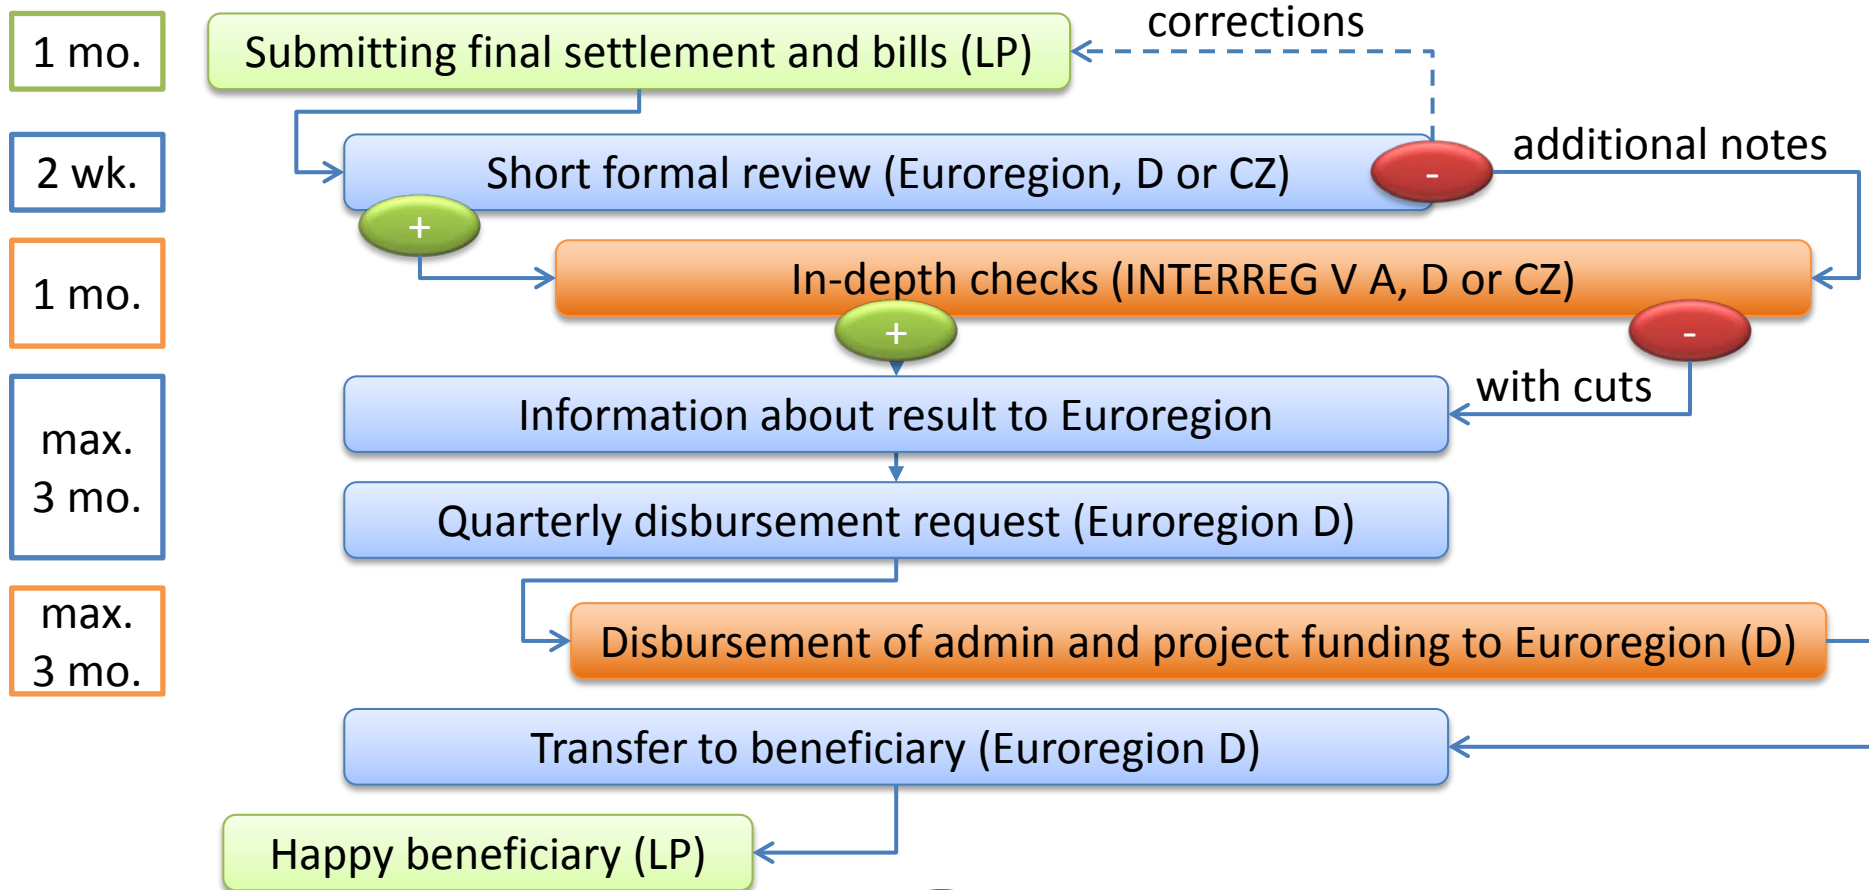 corrections
1 mo.
Submitting final settlement and bills (LP)
additional notes
2 wk.
Short formal review (Euroregion, D or CZ)
-
+
1 mo.
In-depth checks (INTERREG V A, D or CZ)
+
-
with cuts
max.
3 mo.
Information about result to Euroregion
Quarterly disbursement request (Euroregion D)
max.
3 mo.
Disbursement of admin and project funding to Euroregion (D)
Transfer to beneficiary (Euroregion D)
Happy beneficiary (LP)